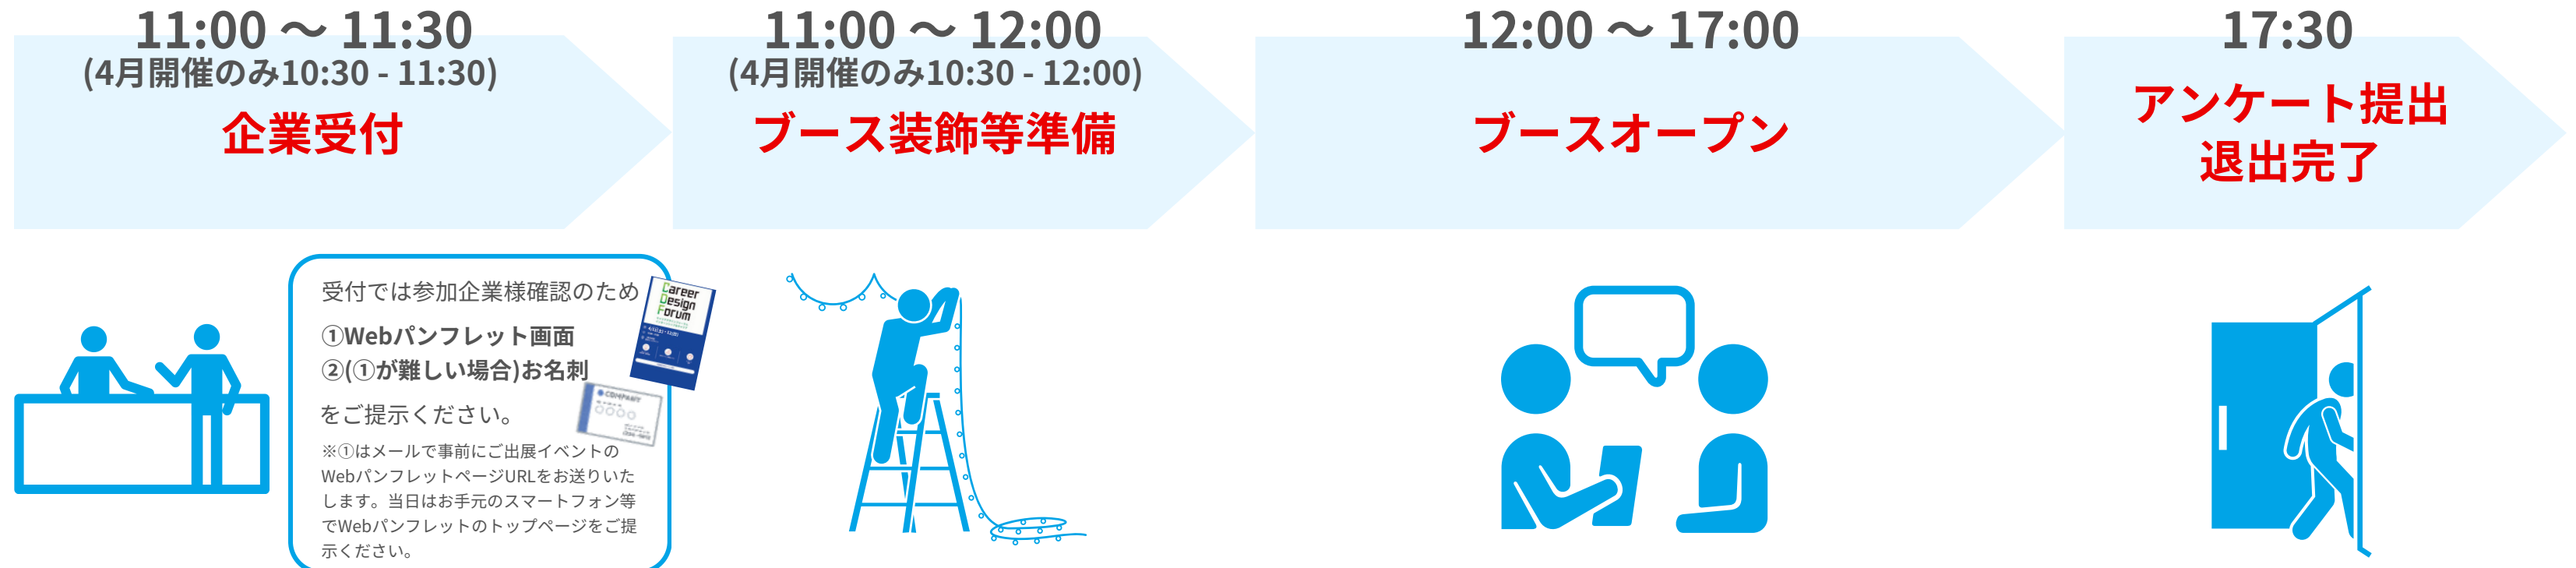 11:00 〜 11:30
(4月開催のみ10:30 - 11:30)
企業受付
11:00 〜 12:00
(4月開催のみ10:30 - 12:00)
ブース装飾等準備
12:00 〜 17:00
ブースオープン
17:30
アンケート提出
退出完了
受付では参加企業様確認のため
①Webパンフレット画面
②(①が難しい場合)お名刺
をご提示ください。
※①はメールで事前にご出展イベントの
WebパンフレットページURLをお送りいた
します。当日はお手元のスマートフォン等
でWebパンフレットのトップページをご提
示ください。
Career
Design
Forum
COMPANY